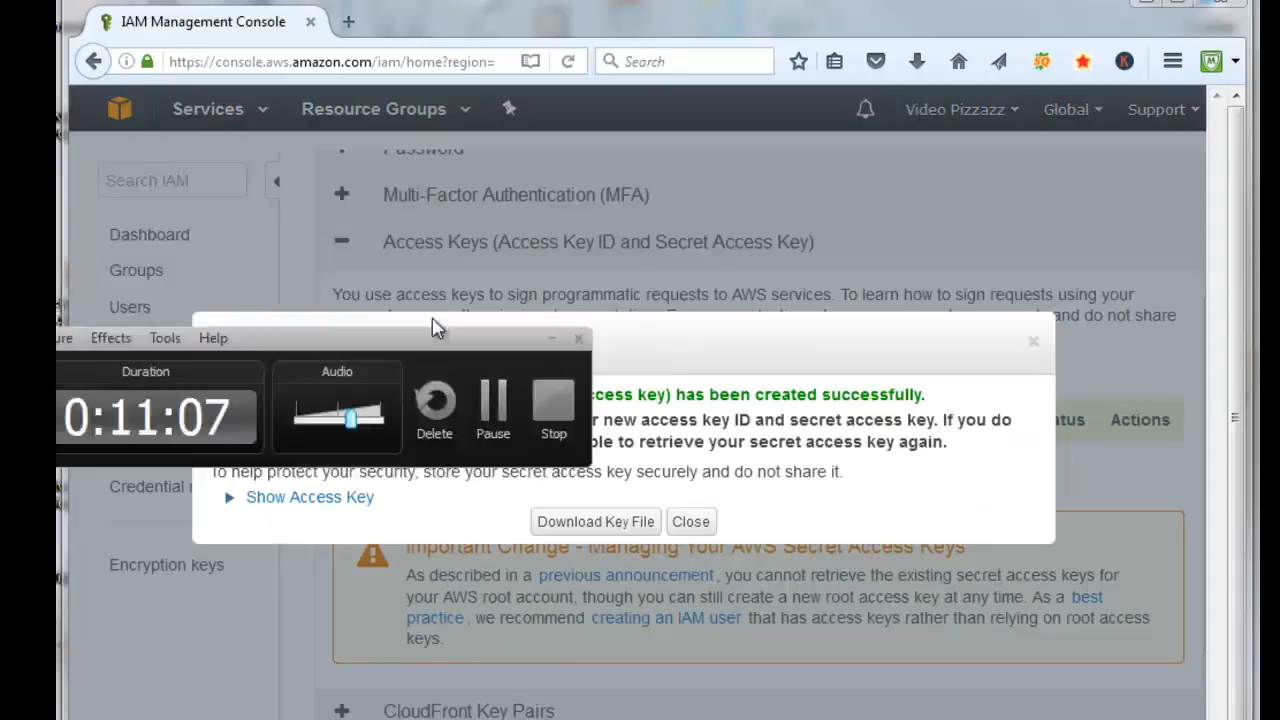 IAM Management Console
https://console.aws.amazon.com/iam/home?region=
Search
Services
Resource Groups
Video Pizzazz
Global
Support
Search IAM
Password
Multi-Factor Authentication (MFA)
Dashboard
Access Keys (Access Key ID and Secret Access Key)
Groups
Users
You use access keys to sign programmatic requests to AWS services. To learn how to sign requests using your
and do not share
Effects Tools Help
Duration
Audio
0:11:07
Delete
Pause
Stop
key) has been created successfully.
new access key ID and secret access key. If you do
to retrieve your secret access key again.
Actions
To help protect your security, store your secret access key securely and do not share it.
Credential
Show Access Key
Download Key File
Close
Important Change - Managing Your AWS Secret Access Keys
Encryption keys
As described in a previous announcement, you cannot retrieve the existing secret access keys for
your AWS root account, though you can still create a new root access key at any time. As a best
practice, we recommend creating an IAM user that has access keys rather than relying on root access
keys.
CloudFront Key Pairs